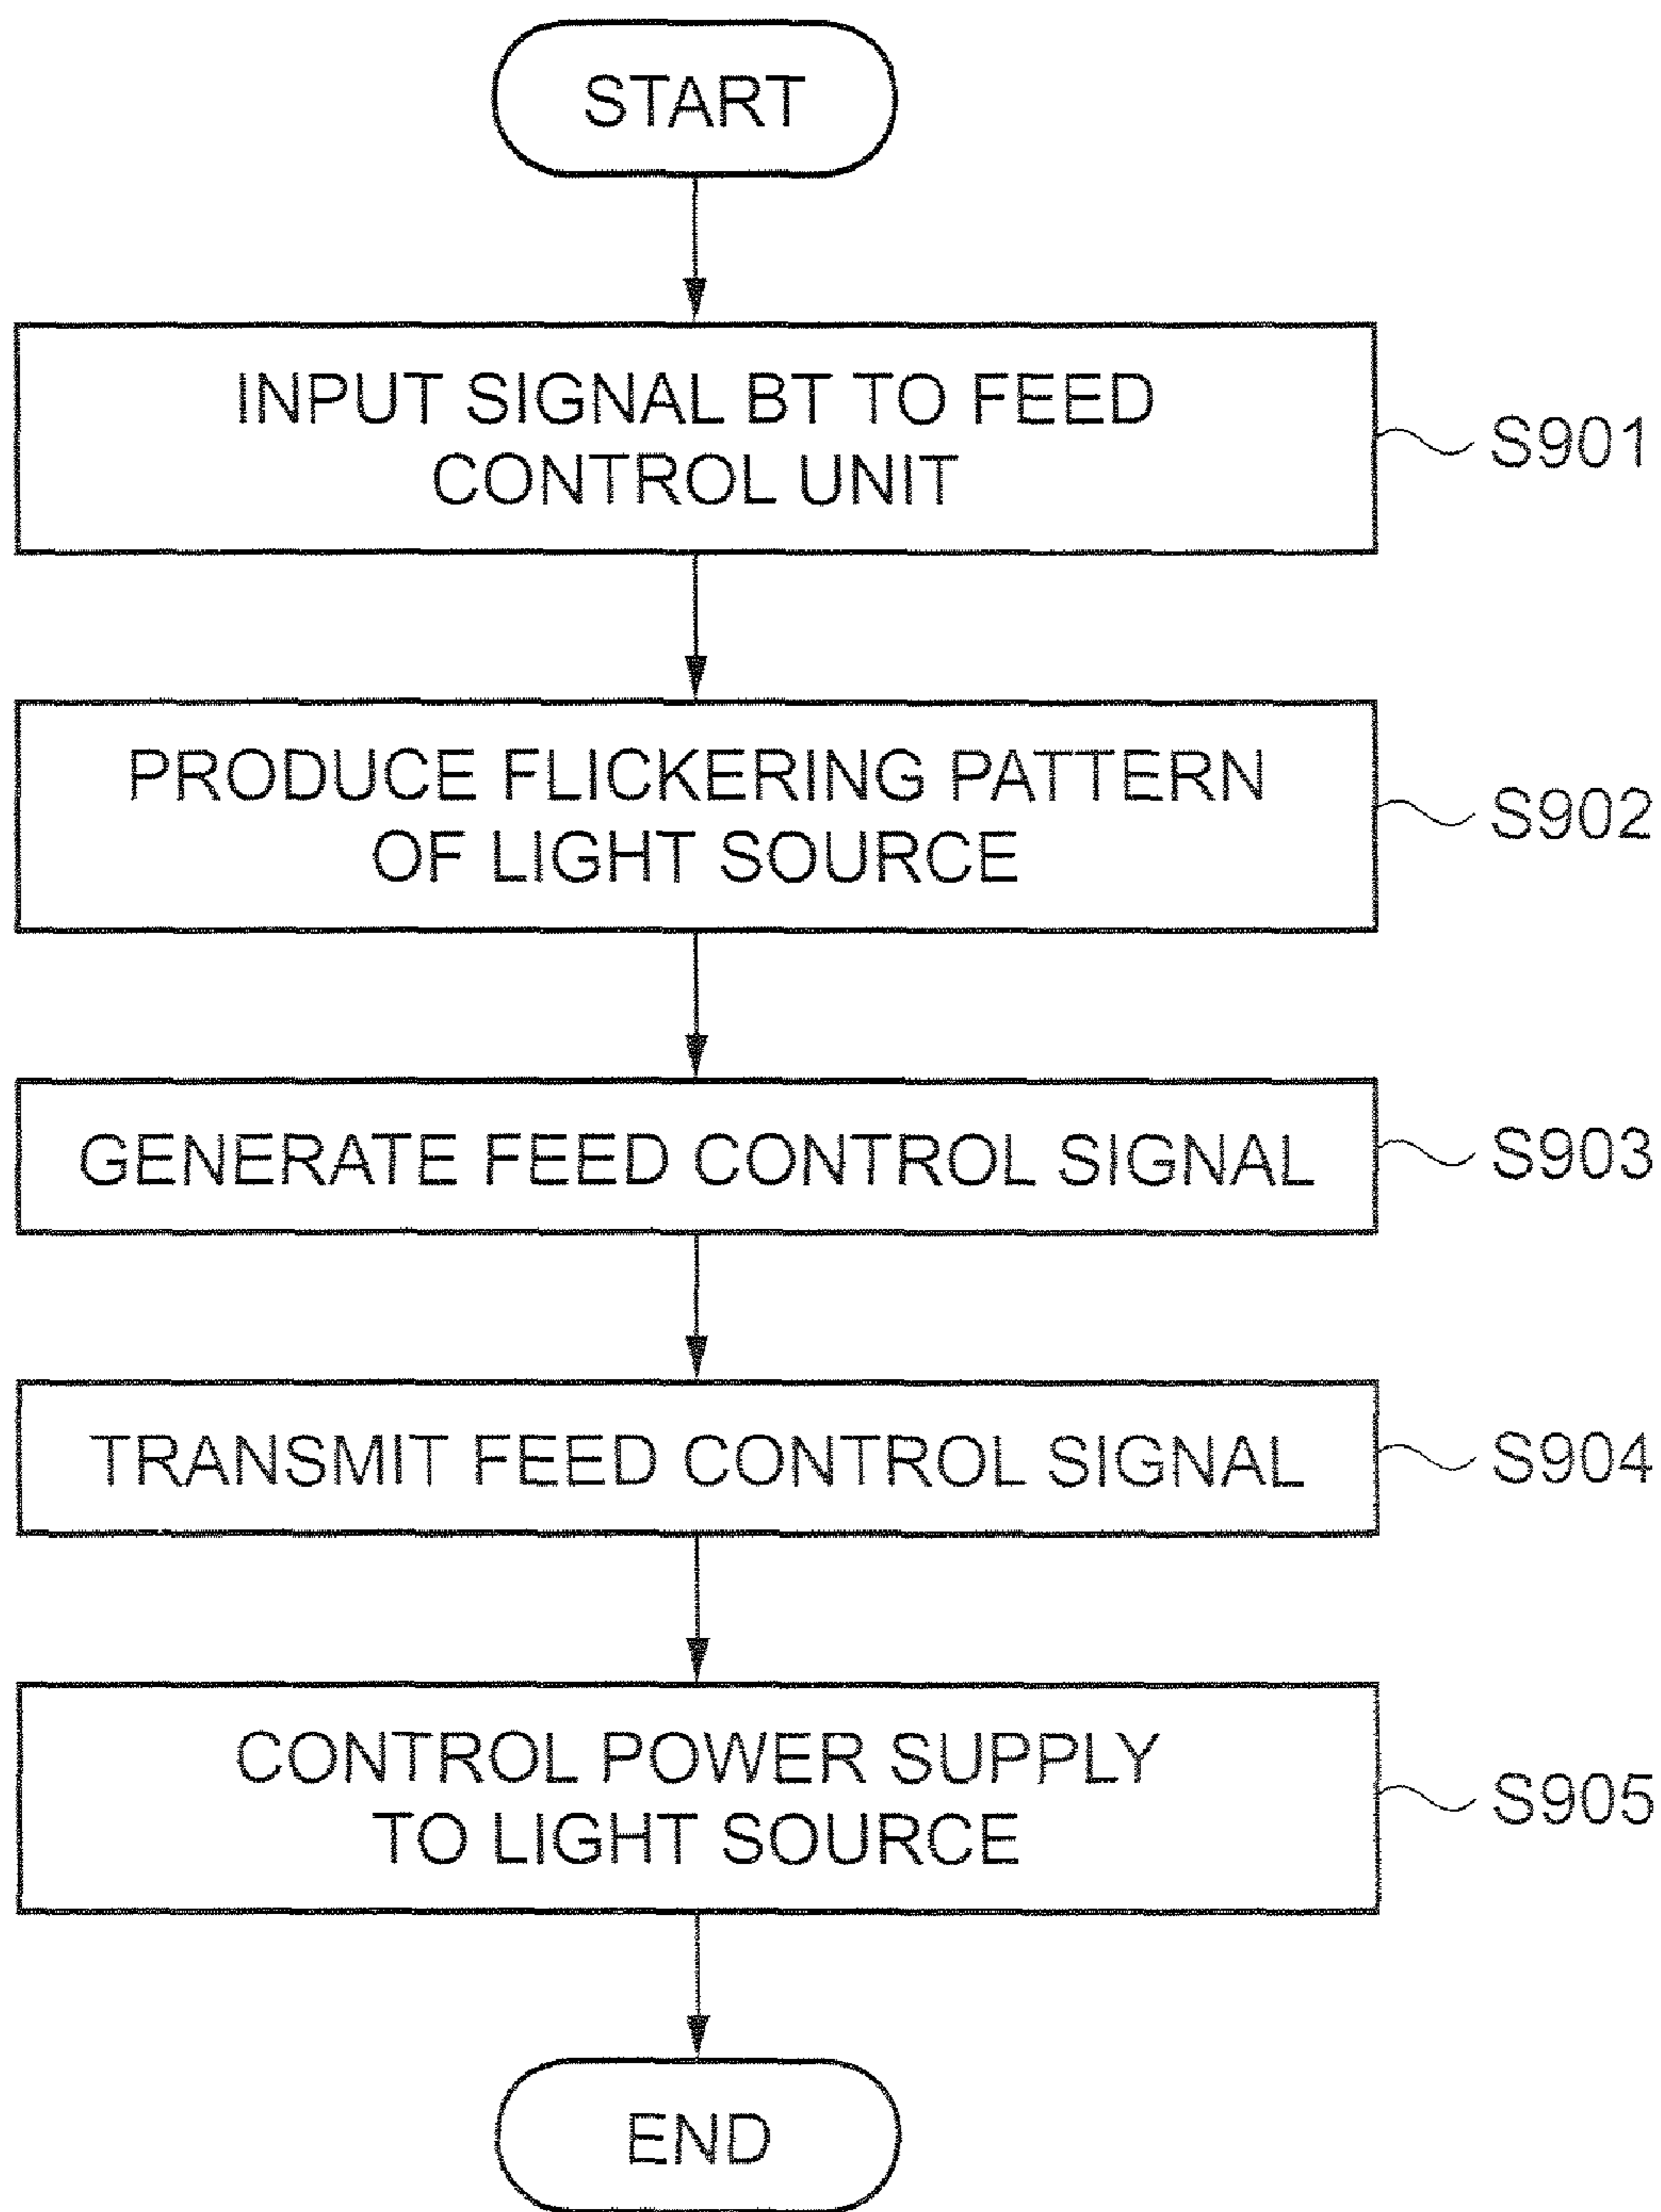 START
INPUT SIGNAL BT TO FEED
CONTROL UNIT
S901
PRODUCE FLICKERING PATTERN
OF LIGHT SOURCE
S902
GENERATE FEED CONTROL SIGNAL
S903
TRANSMIT FEED CONTROL SIGNAL
S904
CONTROL POWER SUPPLY
TO LIGHT SOURCE
S905
END